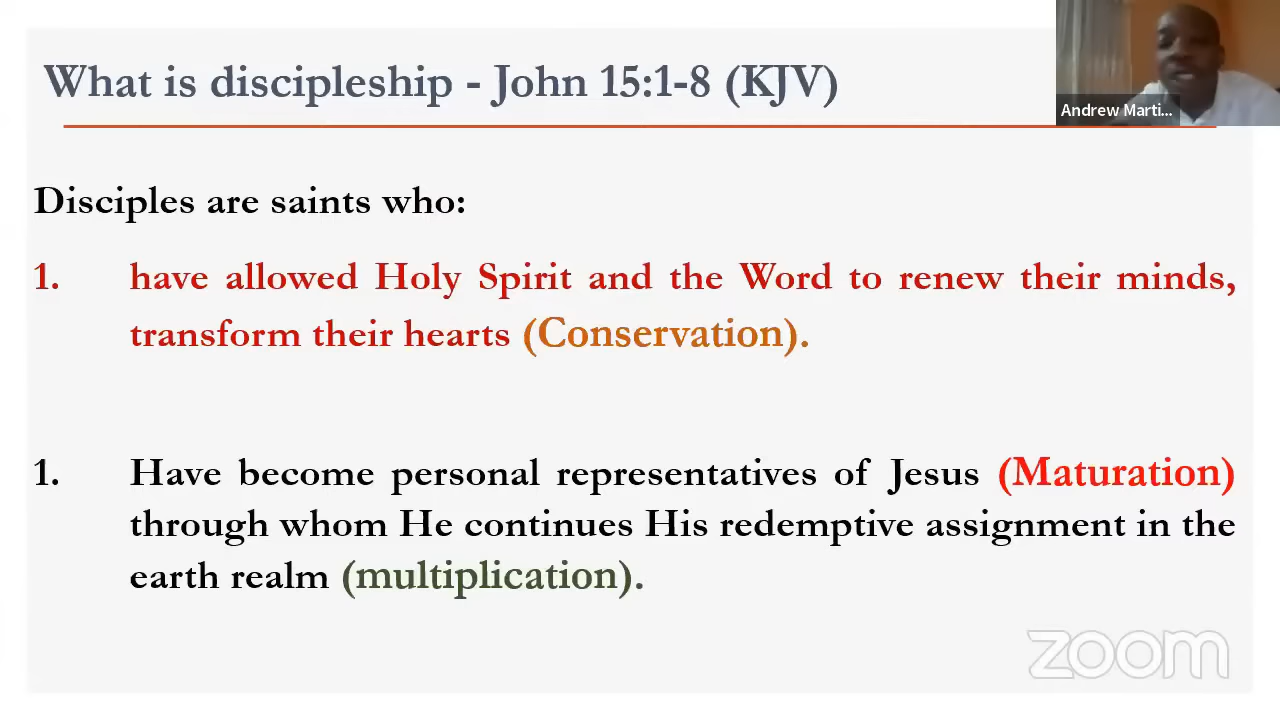 What is discipleship - John 15:1-8 (KJV)
Andrew Marti...
Disciples are saints who:
1. have allowed Holy Spirit and the Word to renew their minds,
transform their hearts (Conservation).
1. Have become personal representatives of Jesus (Maturation)
through whom He continues His redemptive assignment in the
earth realm (multiplication).
zoom